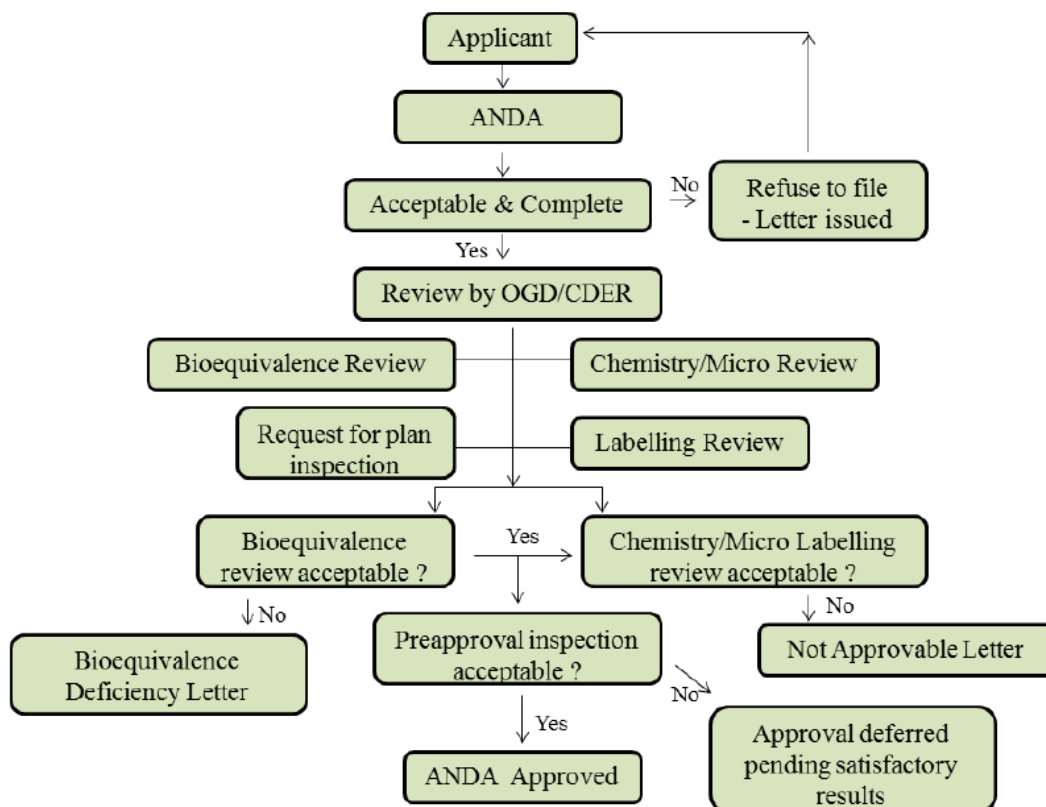 Applicant
ANDA
Acceptable & Complete
No
Refuse to file
- Letter issued
Yes
Review by OGD/CDER
Bioequivalence Review
Chemistry/Micro Review
Request for plan
inspection
Labelling Review
Bioequivalence
review acceptable ?
Yes
Chemistry/Micro Labelling
review acceptable ?
No
Bioequivalence
Deficiency Letter
Preapproval inspection
acceptable ?
No
Not Approvable Letter
Yes
No
ANDA Approved
Approval deferred
pending satisfactory
results